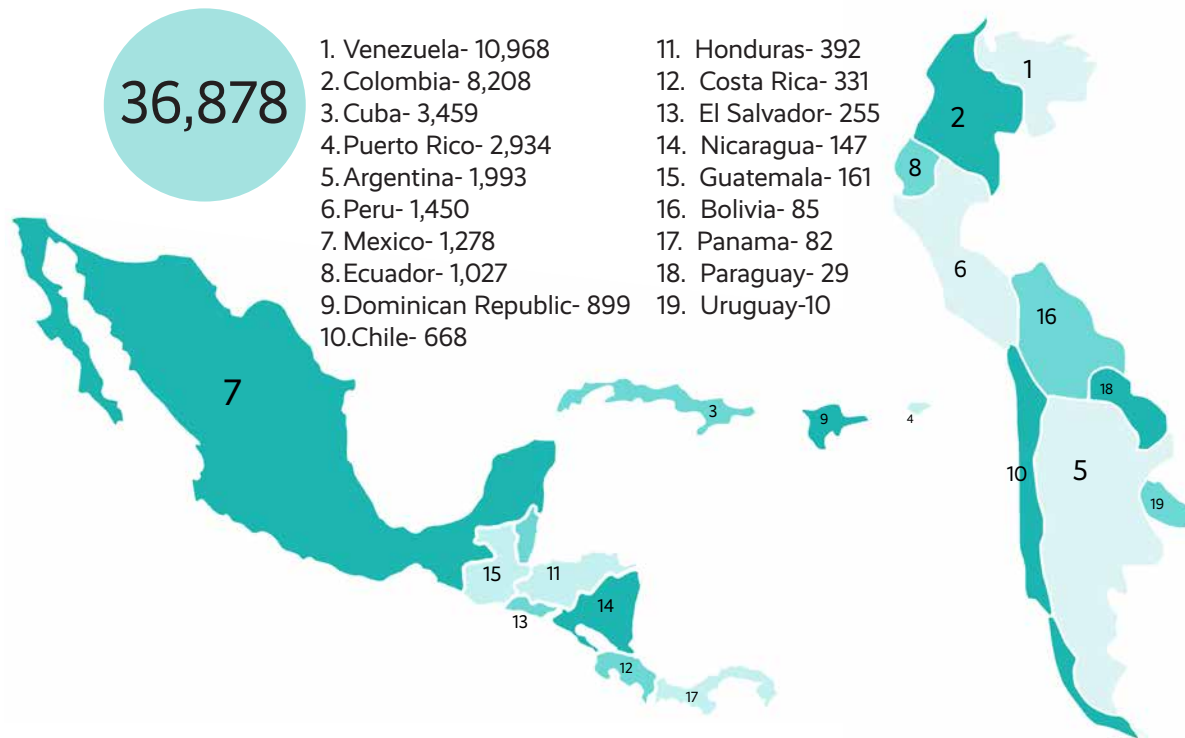 36,878
1. Venezuela- 10,968
2. Colombia- 8,208
3. Cuba- 3,459
4. Puerto Rico- 2,934
5. Argentina- 1,993
6. Peru- 1,450
7. Mexico- 1,278
8. Ecuador- 1,027
9. Dominican Republic- 899
10. Chile- 668
11. Honduras- 392
12. Costa Rica- 331
13. El Salvador- 255
14. Nicaragua- 147
15. Guatemala- 161
16. Bolivia- 85
17. Panama- 82
18. Paraguay- 29
19. Uruguay-10
1
2
8
6
16
7
18
3
9
4
10
5
19
15
11
14
13
12
17